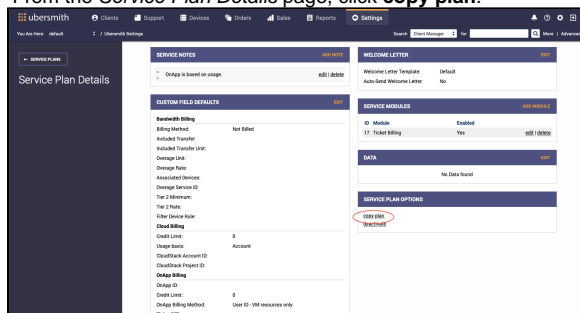 From the Service Plan Details page, click copy plan.
ubersmith
Clients
Support
Devices
Orders
Sales
Reports
Settings
You Are Here: default / Ubersmith Settings
Search Client Manager for
More | Advanced
← SERVICE PLANS
Service Plan Details
SERVICE NOTES ADD NOTE
OnApp is based on usage. edit | delete
CUSTOM FIELD DEFAULTS EDIT
Bandwidth Billing
Billing Method: Not Billed
Included Transfer:
Included Transfer Unit:
Overage Unit:
Overage Rate:
Associated Devices:
Overage Service ID:
Tier 2 Minimum:
Tier 2 Rate:
Filter Device Rule:
Cloud Billing
Credit Limit: 0
Usage basis: Account
CloudStack Account ID:
CloudStack Project ID:
OnApp Billing
OnApp ID:
Credit Limit: 0
OnApp Billing Method: User ID - VM resources only
WELCOME LETTER EDIT
Welcome Letter Template: Default
Auto-Send Welcome Letter: No
SERVICE MODULES ADD MODULE
ID Module Enabled
17 Ticket Billing Yes edit | delete
DATA EDIT
No Data found
SERVICE PLAN OPTIONS
copy plan
deactivate